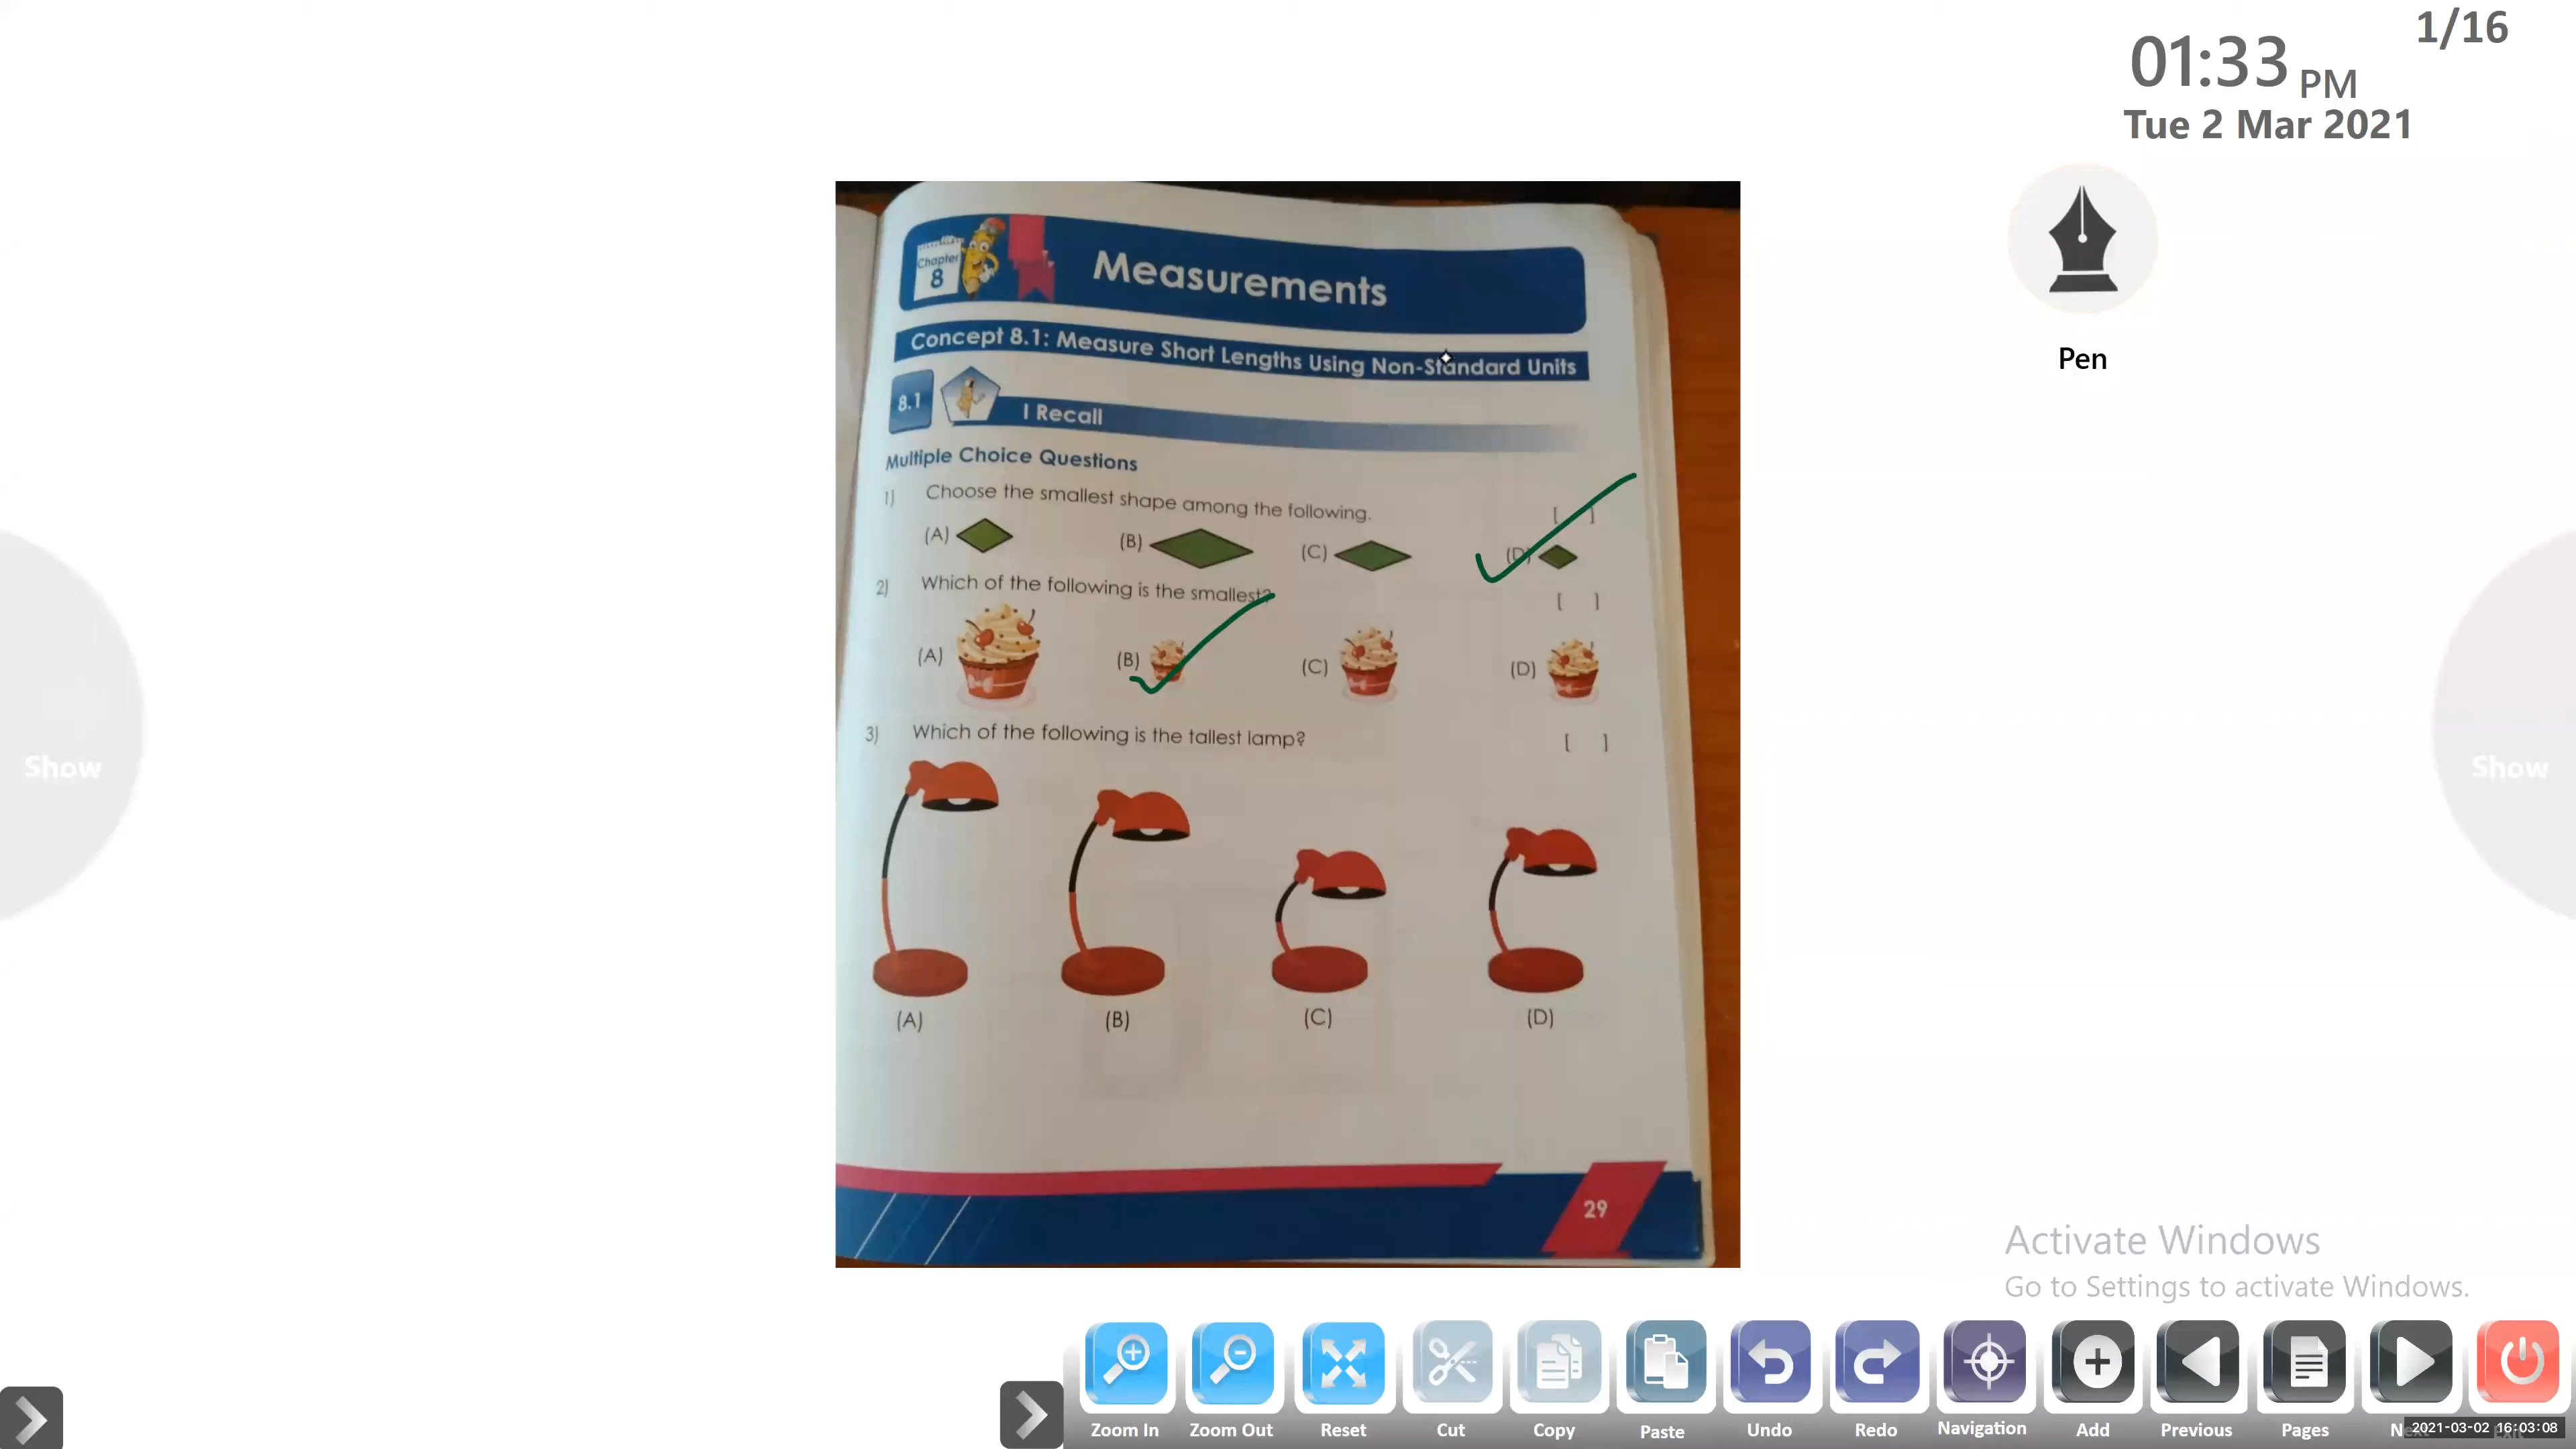 1/16
01:33 PM
Tue 2 Mar 2021
Pen
Chapter
8
Measurements
Concept 8.1: Measure Short Lengths Using Non-Standard Units
8.1
I Recall
Multiple Choice Questions
1) Choose the smallest shape among the following. [ ]
(A) (B) (C) (D)
2) Which of the following is the smallest? [ ]
(A) (B) (C) (D)
3) Which of the following is the tallest lamp? [ ]
(A) (B) (C) (D)
29
Show
Show
Activate Windows
Go to Settings to activate Windows.
Zoom In Zoom Out Reset Cut Copy Paste Undo Redo Navigation Add Previous Pages
2021-03-02 16:03:08